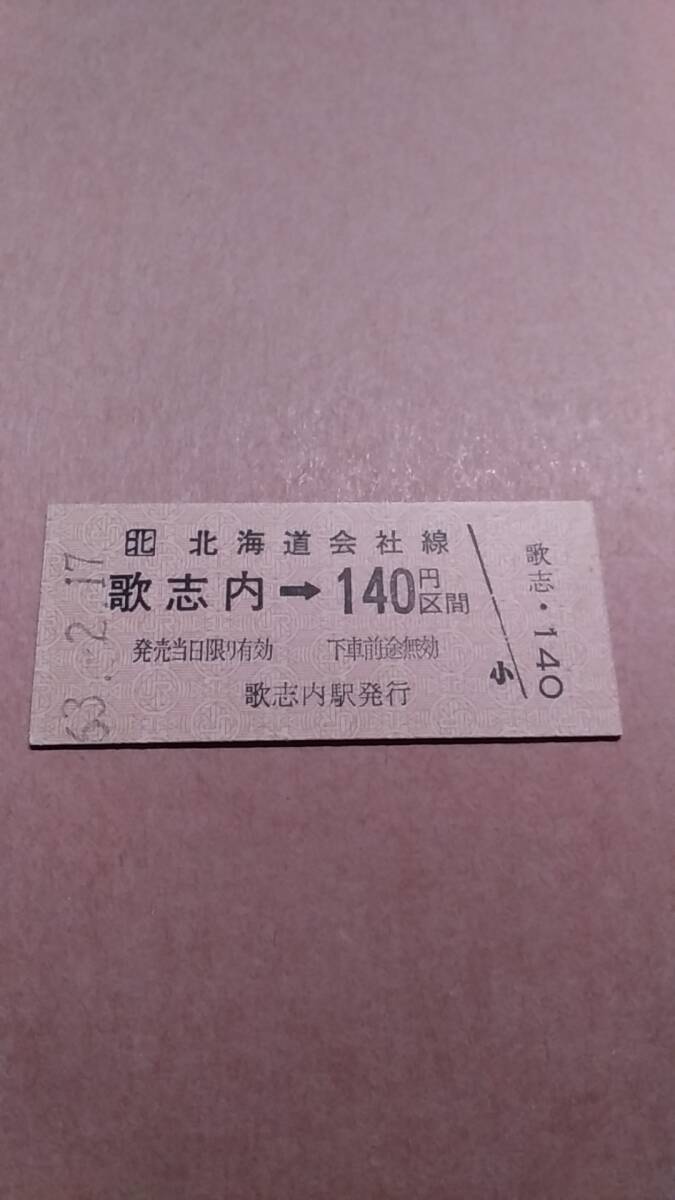 63.-2.17
北 北海道会社線
歌志内➡140円区間
発売当日限り有効 下車前途無効
歌志内駅発行
小
歌志・140